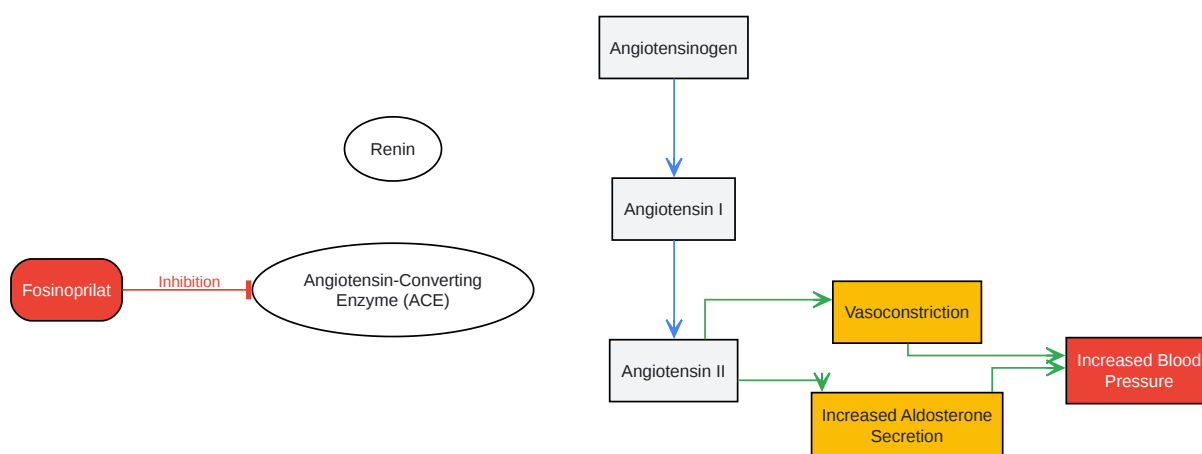 Angiotensinogen
Renin
Angiotensin I
Fosinoprilat
Inhibition
Angiotensin-Converting
Enzyme (ACE)
Angiotensin II
Vasoconstriction
Increased Aldosterone
Secretion
Increased Blood
Pressure